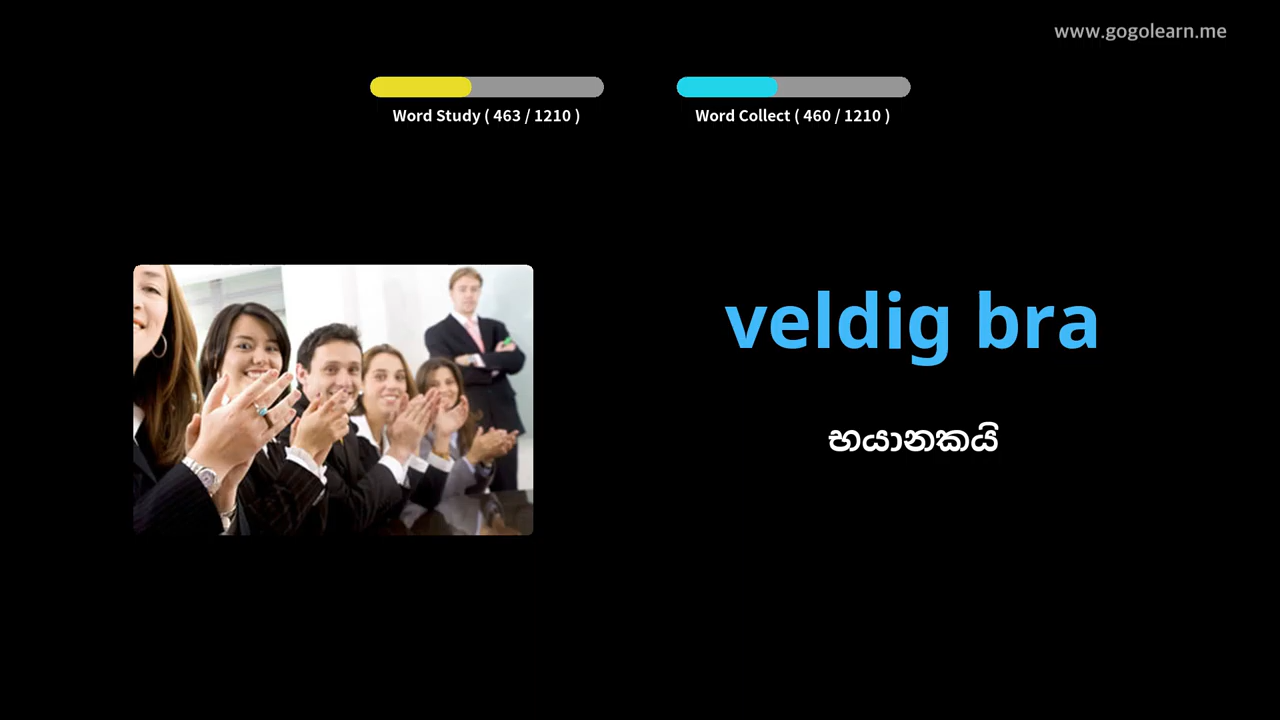 www.gogolearn.me
Word Study ( 463 / 1210 )
Word Collect ( 460 / 1210 )
veldig bra
භයානකයි